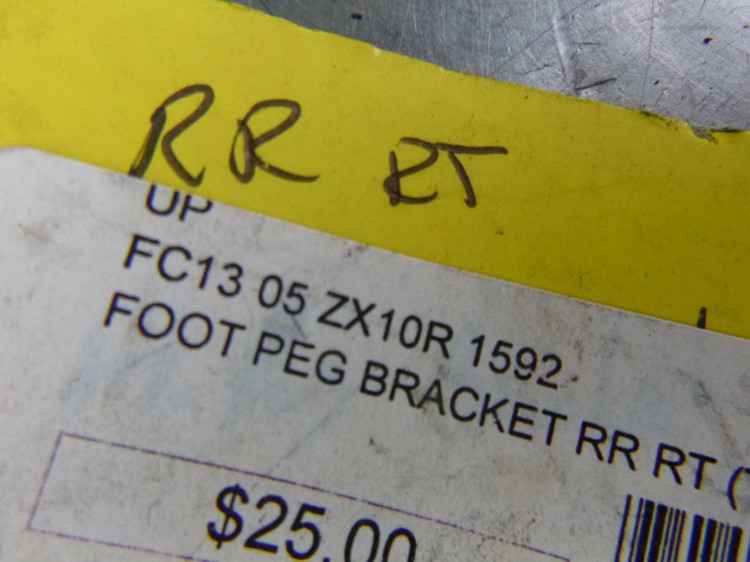 RR RT
UP
FC13 05 ZX10R 1592
FOOT PEG BRACKET RR RT (
$25.00